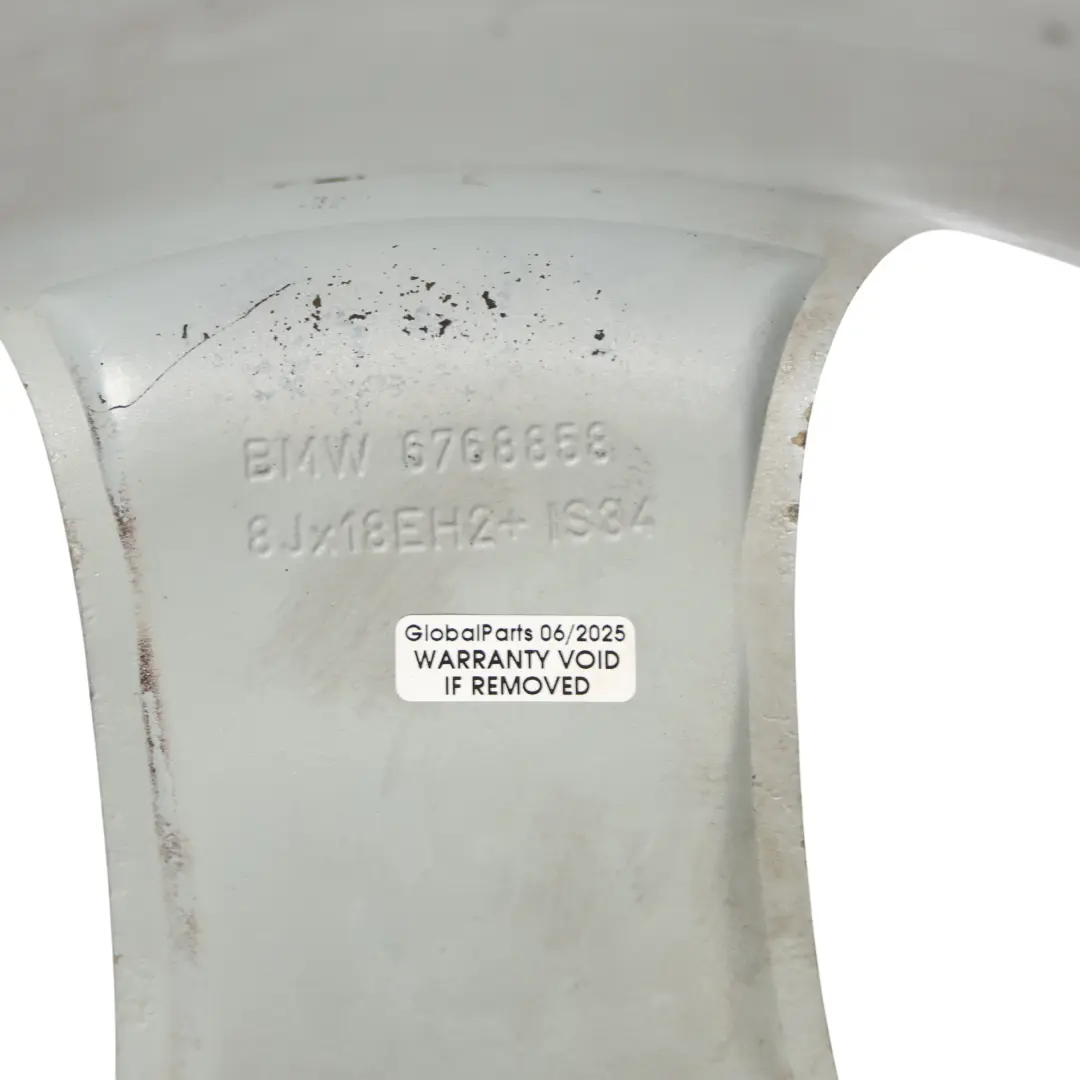 BMW 6768858
8Jx18EH2+ IS34
GlobalParts 06/2025
WARRANTY VOID
IF REMOVED